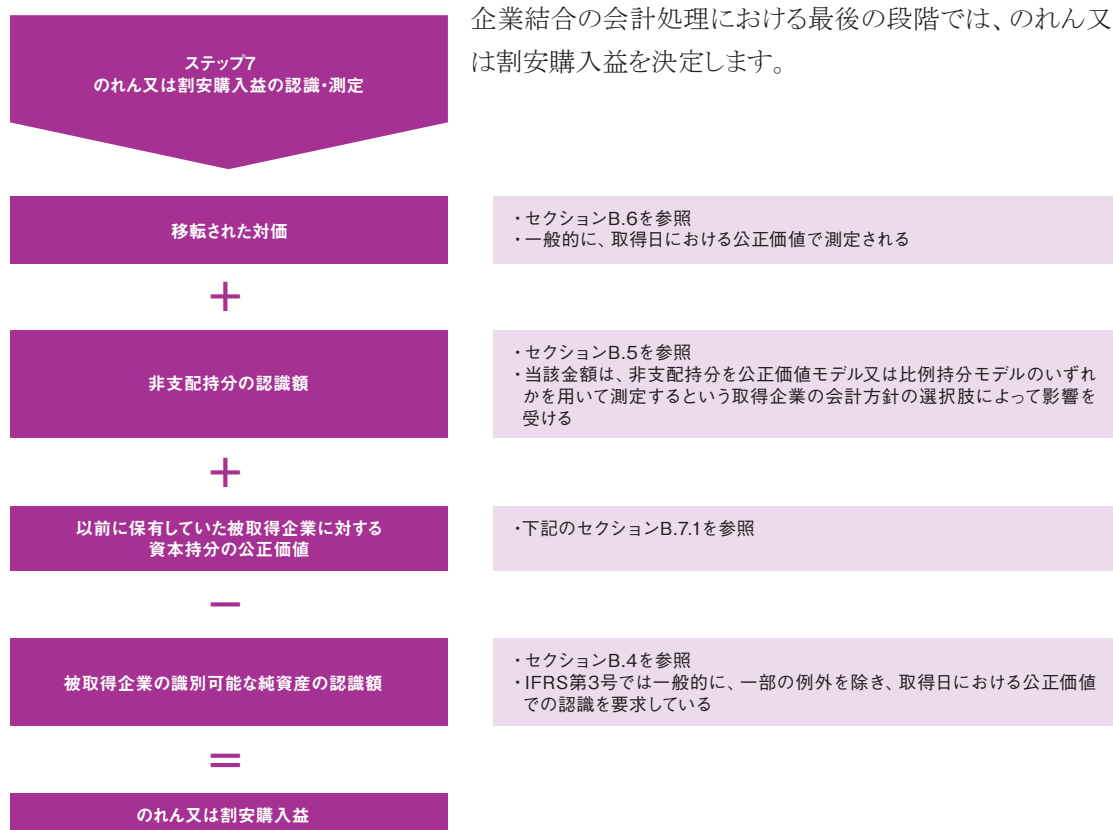 企業結合の会計処理における最後の段階では、のれん又
は割安購入益を決定します。
ステップ7
のれん又は割安購入益の認識・測定
移転された対価
・セクションB.6を参照
・一般的に、取得日における公正価値で測定される
+
非支配持分の認識額
・セクションB.5を参照
・当該金額は、非支配持分を公正価値モデル又は比例持分モデルのいずれ
かを用いて測定するという取得企業の会計方針の選択肢によって影響を
受ける
+
以前に保有していた被取得企業に対する
資本持分の公正価値
・下記のセクションB.7.1を参照
−
被取得企業の識別可能な純資産の認識額
・セクションB.4を参照
・IFRS第3号では一般的に、一部の例外を除き、取得日における公正価値
での認識を要求している
=
のれん又は割安購入益